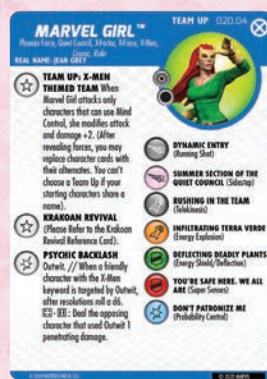 MARVEL GIRL™
TEAM UP 020.04
Phoenix Force, Quiet Council, X-Factor, X-Force, X-Men,
Cosmic, Ruler
REAL NAME: JEAN GREY
TEAM UP: X-MEN
THEMED TEAM When
Marvel Girl attacks only
characters that can use Mind
Control, she modifies attack
and damage +2. (After
revealing forces, you may
replace character cards with
their alternates. You can't
choose a Team Up if your
starting characters share a
name).
KRAKOAN REVIVAL
(Please Refer to the Krakoan
Revival Reference Card).
PSYCHIC BACKLASH
Outwit. // When a friendly
character with the X-Men
keyword is targeted by Outwit,
after resolutions roll a d6.
: Deal the opposing
character that used Outwit 1
penetrating damage.
DYNAMIC ENTRY
(Running Shot)
SUMMER SECTION OF THE
QUIET COUNCIL (Sidestep)
RUSHING IN THE TEAM
(Telekinesis)
INFILTRATING TERRA VERDE
(Energy Explosion)
DEFLECTING DEADLY PLANTS
(Energy Shield/Deflection)
YOU'RE SAFE HERE. WE ALL
ARE (Super Senses)
DON'T PATRONIZE ME
(Probability Control)
© 2020 MARVEL